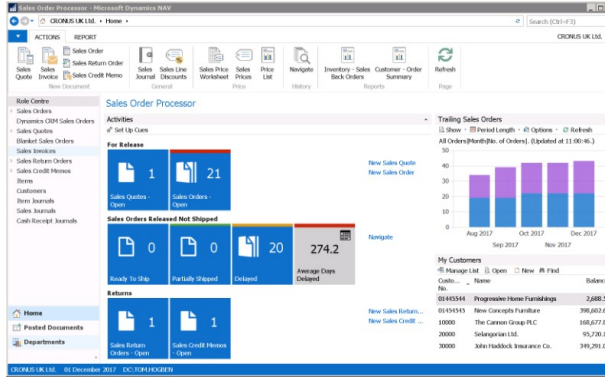 Sales Order Processor - Microsoft Dynamics NAV
CRONUS UK Ltd. Home
Search (Ctrl+F3)
ACTIONS REPORT
CRONUS UK Ltd.
Sales Quote
Sales Invoice
Sales Order
Sales Return Order
Sales Credit Memo
New Document
Sales Journal
Sales Line Discounts
General
Sales Price Worksheet
Sales Prices
Price List
Price
Navigate
History
Inventory - Sales Back Orders
Customer - Order Summary
Reports
Refresh
Page
Role Centre
Sales Orders
Dynamics CRM Sales Orders
Sales Quotes
Blanket Sales Orders
Sales Invoices
Sales Return Orders
Sales Credit Memos
Items
Customers
Item Journals
Sales Journals
Cash Receipt Journals
Home
Posted Documents
Departments
Sales Order Processor
Activities
Set Up Cues
For Release
1
Sales Quotes - Open
21
Sales Orders - Open
New Sales Quote
New Sales Order
Sales Orders Released Not Shipped
0
Ready To Ship
0
Partially Shipped
20
Delayed
274.2
Average Days Delayed
Navigate
Returns
1
Sales Return Orders - Open
1
Sales Credit Memos - Open
New Sales Return...
New Sales Credit ...
Trailing Sales Orders
Show Period Length Options Refresh
All Orders|Month|No. of Orders|. (Updated at 11:00:46.)
50
40
30
20
10
0
Aug 2017
Sep 2017
Oct 2017
Nov 2017
Dec 2017
My Customers
Manage List Open New Find
Custo... No. Name Balance
01445544 Progressive Home Furnishings 2,688.5
01454545 New Concepts Furniture 398,602.6
10000 The Cannon Group PLC 168,677.8
20000 Selangorian Ltd. 95,720.1
30000 John Haddock Insurance Co. 349,291.0
CRONUS UK Ltd. 01 December 2017 DC\TOM.HOGBEN